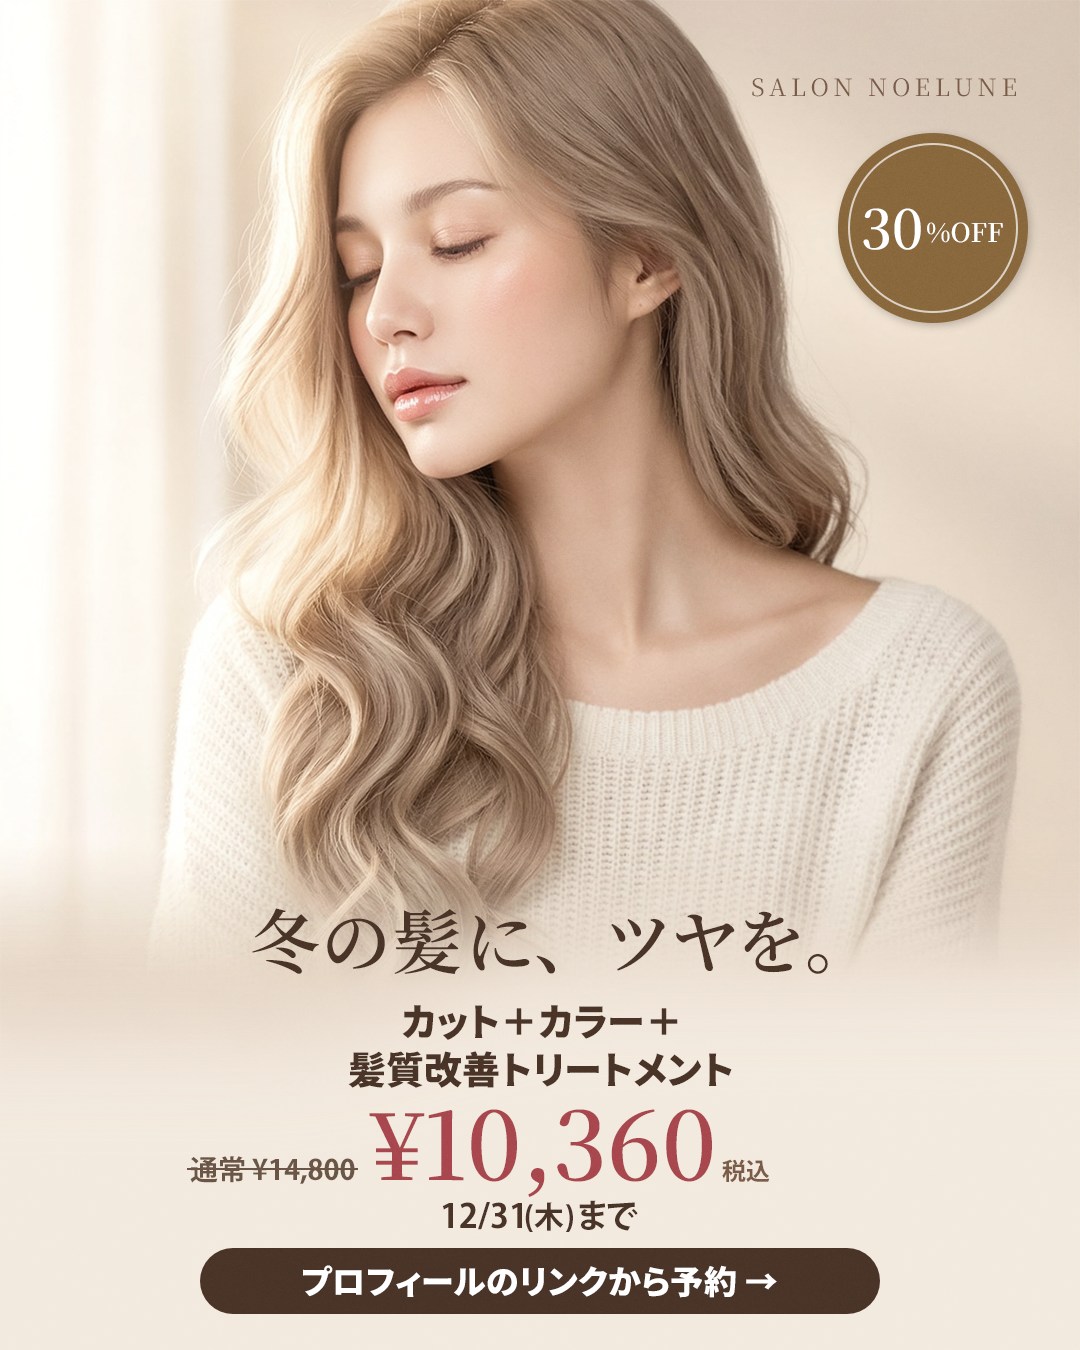 SALON NOELUNE
30%OFF
冬の髪に、ツヤを。
カット＋カラー＋
髪質改善トリートメント
通常 ¥14,800 ¥10,360 税込
12/31(木)まで
プロフィールのリンクから予約 →